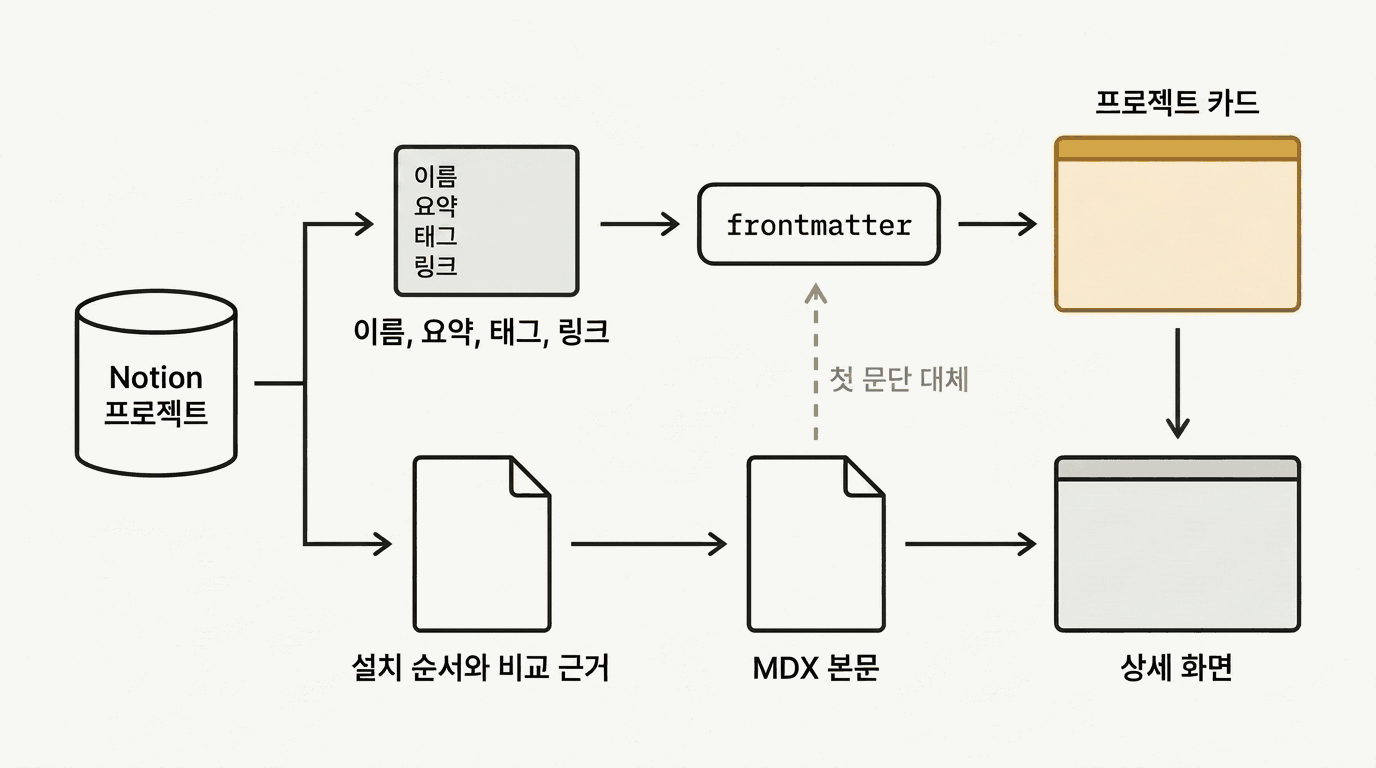 프로젝트 카드
이름
요약
태그
링크
frontmatter
이름, 요약, 태그, 링크
Notion
프로젝트
첫 문단 대체
설치 순서와 비교 근거
MDX 본문
상세 화면